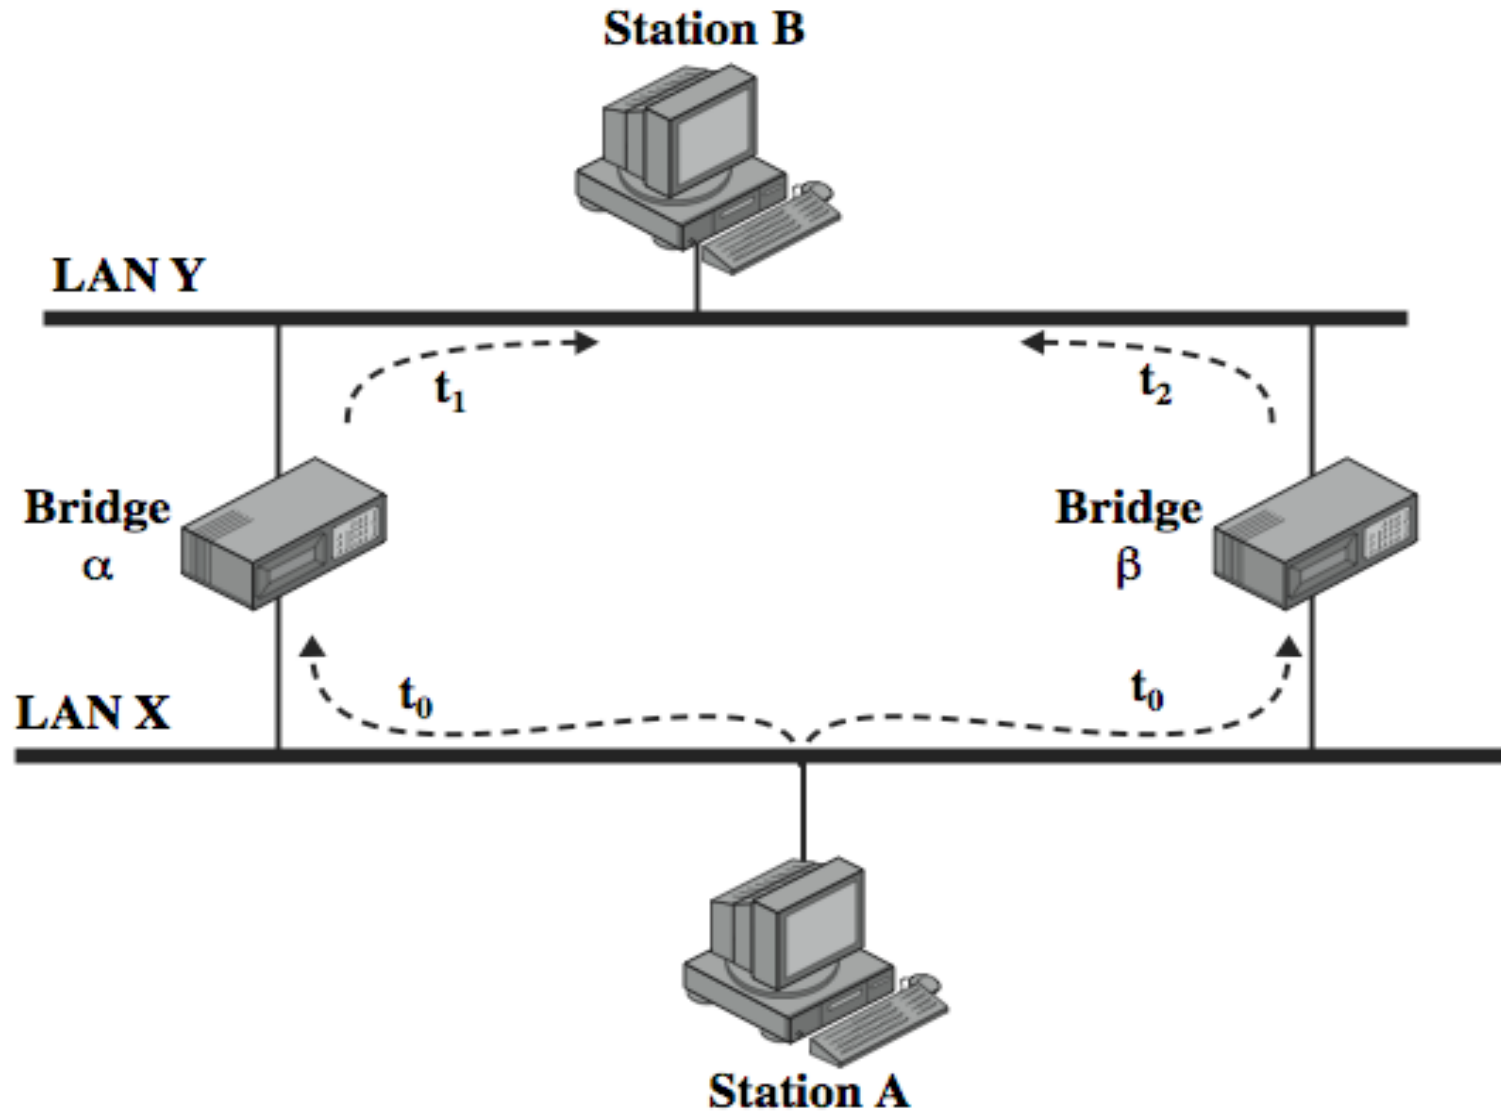 Station B
LAN Y
t₁
t₂
Bridge
α
Bridge
β
t₀
t₀
LAN X
Station A